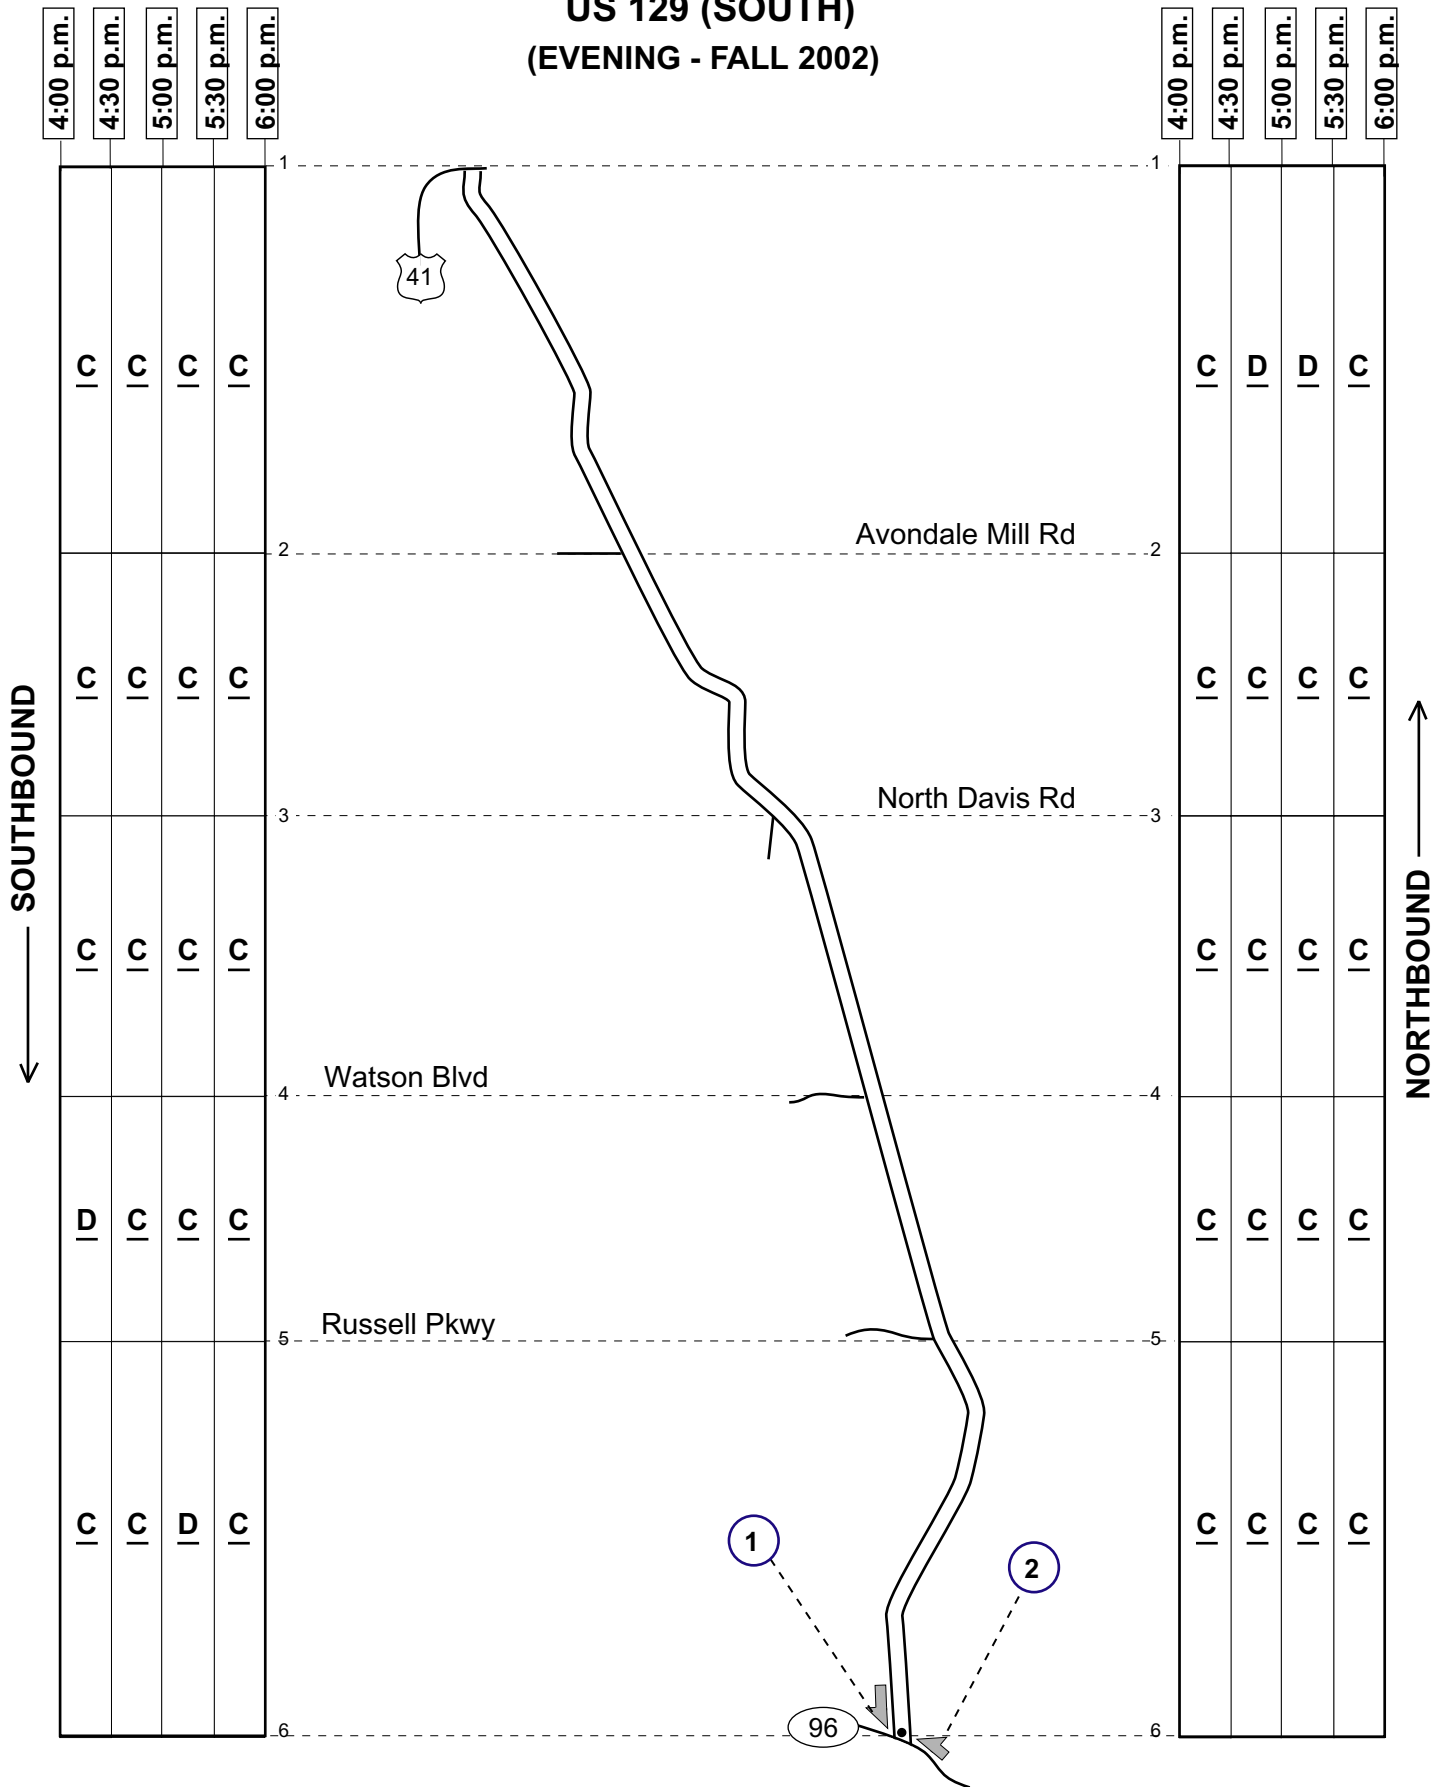 US 129 (SOUTH)
(EVENING - FALL 2002)
4:00 p.m. 4:30 p.m. 5:00 p.m. 5:30 p.m. 6:00 p.m.
4:00 p.m. 4:30 p.m. 5:00 p.m. 5:30 p.m. 6:00 p.m.
1 1
41
C C C C C D D C
Avondale Mill Rd
2 2
C C C C C C C C
SOUTHBOUND
North Davis Rd
3 3
C C C C C C C C
NORTHBOUND
Watson Blvd
4 4
D C C C C C C C
Russell Pkwy
5 5
C C D C C C C C
1
2
96
6 6